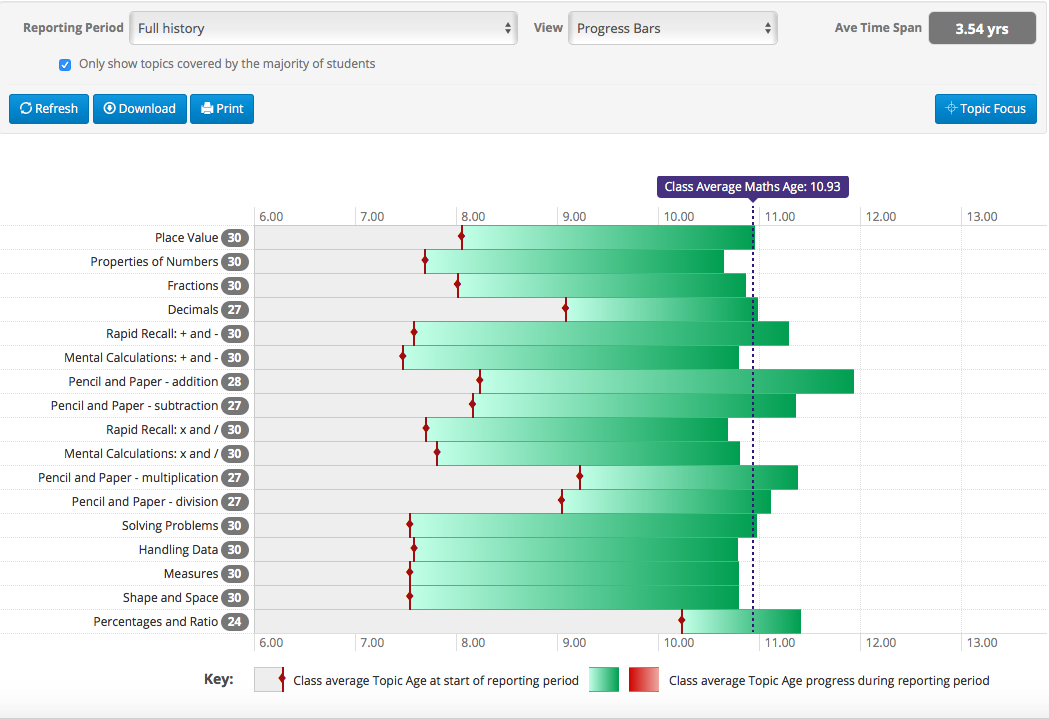 Reporting Period Full history View Progress Bars Ave Time Span 3.54 yrs
Only show topics covered by the majority of students
Refresh Download Print Topic Focus
Class Average Maths Age: 10.93
6.00 7.00 8.00 9.00 10.00 11.00 12.00 13.00
Place Value 30
Properties of Numbers 30
Fractions 30
Decimals 27
Rapid Recall: + and - 30
Mental Calculations: + and - 30
Pencil and Paper - addition 28
Pencil and Paper - subtraction 27
Rapid Recall: x and / 30
Mental Calculations: x and / 30
Pencil and Paper - multiplication 27
Pencil and Paper - division 27
Solving Problems 30
Handling Data 30
Measures 30
Shape and Space 30
Percentages and Ratio 24
6.00 7.00 8.00 9.00 10.00 11.00 12.00 13.00
Key: Class average Topic Age at start of reporting period Class average Topic Age progress during reporting period